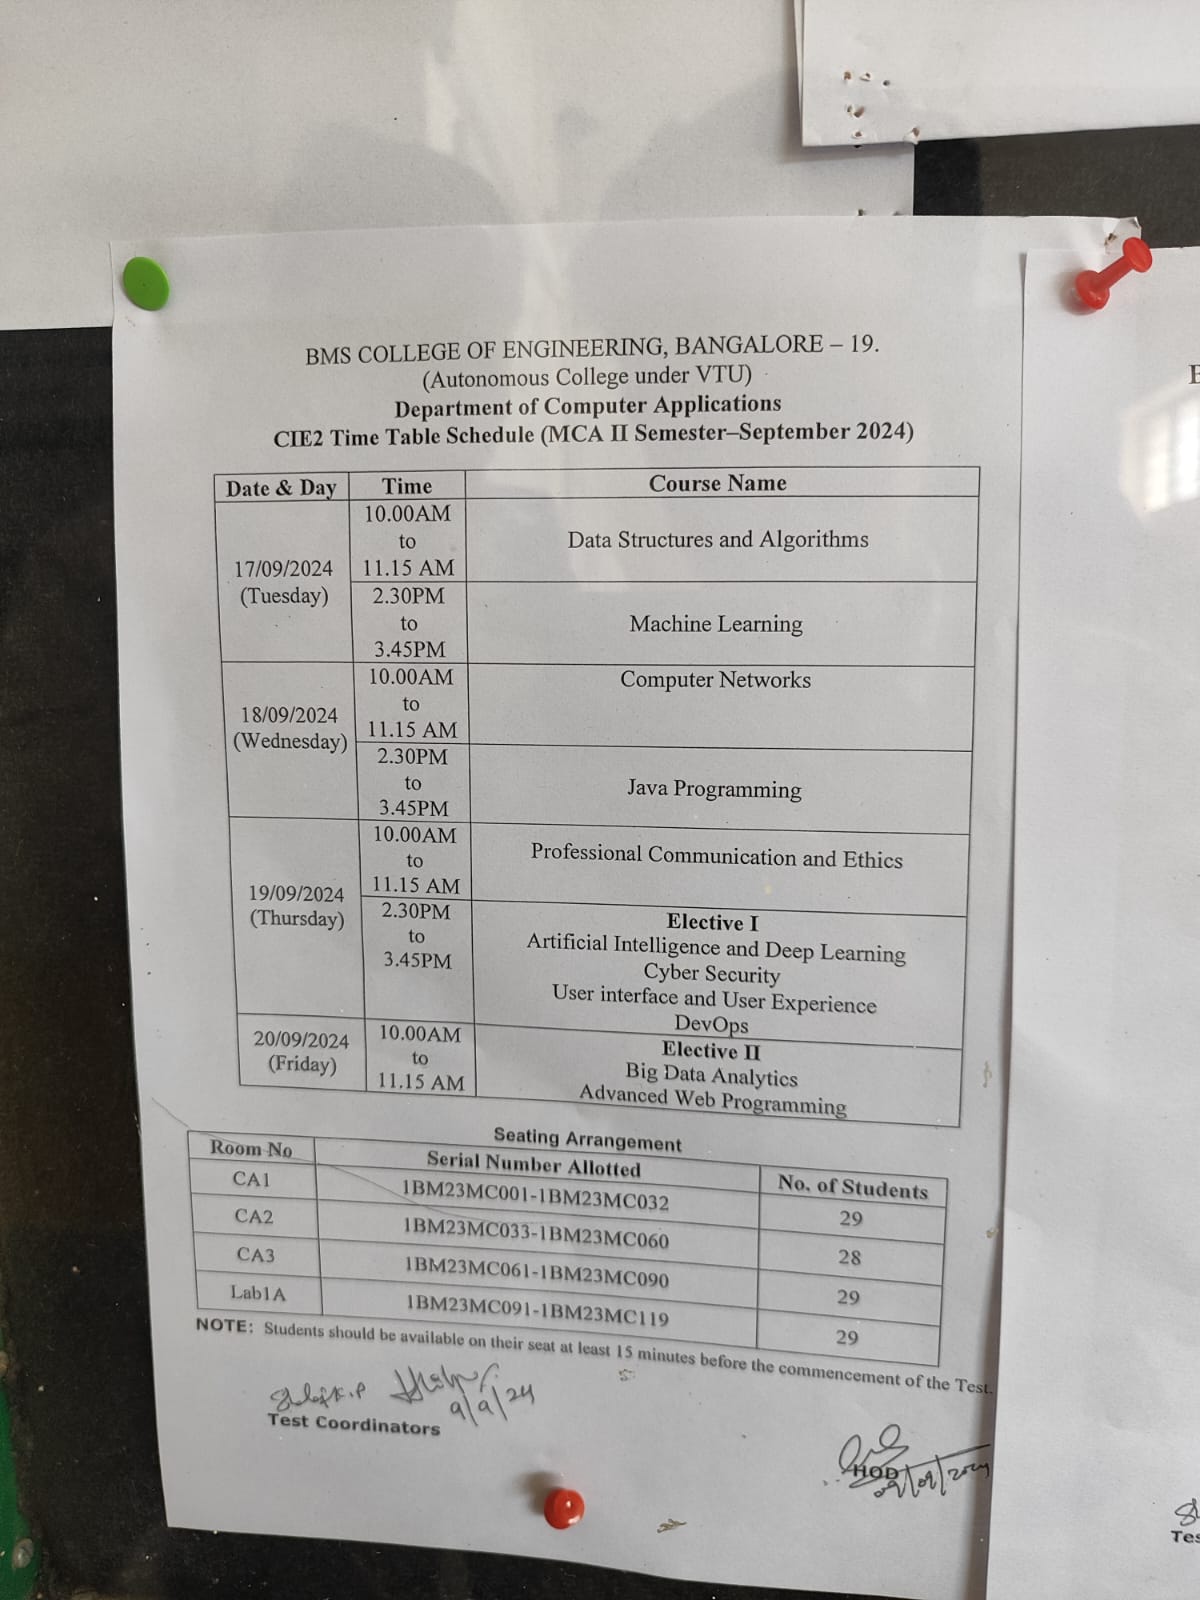 BMS COLLEGE OF ENGINEERING, BANGALORE – 19.
(Autonomous College under VTU)
Department of Computer Applications
CIE2 Time Table Schedule (MCA II Semester–September 2024)
Date & Day Time Course Name
17/09/2024
(Tuesday)
10.00AM
to
11.15 AM
Data Structures and Algorithms
2.30PM
to
3.45PM
Machine Learning
18/09/2024
(Wednesday)
10.00AM
to
11.15 AM
Computer Networks
2.30PM
to
3.45PM
Java Programming
19/09/2024
(Thursday)
10.00AM
to
11.15 AM
Professional Communication and Ethics
2.30PM
to
3.45PM
Elective I
Artificial Intelligence and Deep Learning
Cyber Security
User interface and User Experience
DevOps
20/09/2024
(Friday)
10.00AM
to
11.15 AM
Elective II
Big Data Analytics
Advanced Web Programming
Seating Arrangement
Room No Serial Number Allotted No. of Students
CA1 1BM23MC001-1BM23MC032 29
CA2 1BM23MC033-1BM23MC060 28
CA3 1BM23MC061-1BM23MC090 29
Lab1A 1BM23MC091-1BM23MC119 29
NOTE: Students should be available on their seat at least 15 minutes before the commencement of the Test.
9/9/24
Test Coordinators
HOD
09/09/2024
Tes